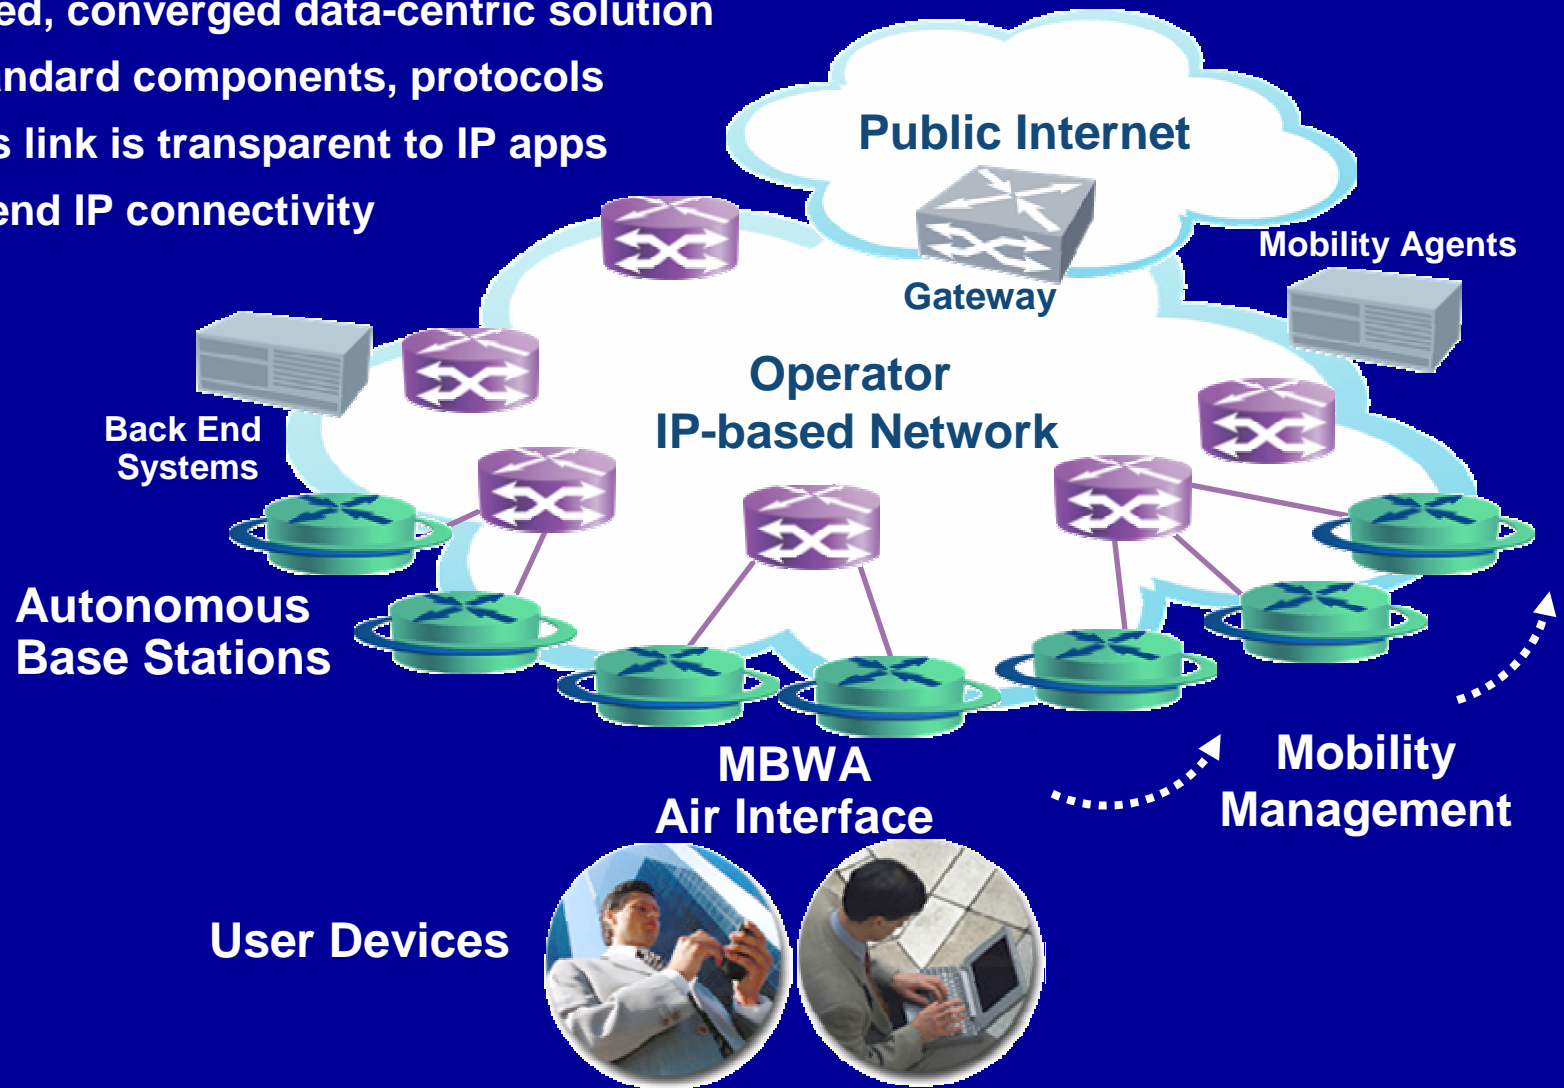 ed, converged data-centric solution
andard components, protocols
s link is transparent to IP apps
end IP connectivity
Public Internet
Mobility Agents
Gateway
Operator
IP-based Network
Back End
Systems
Autonomous
Base Stations
MBWA
Air Interface
Mobility
Management
User Devices